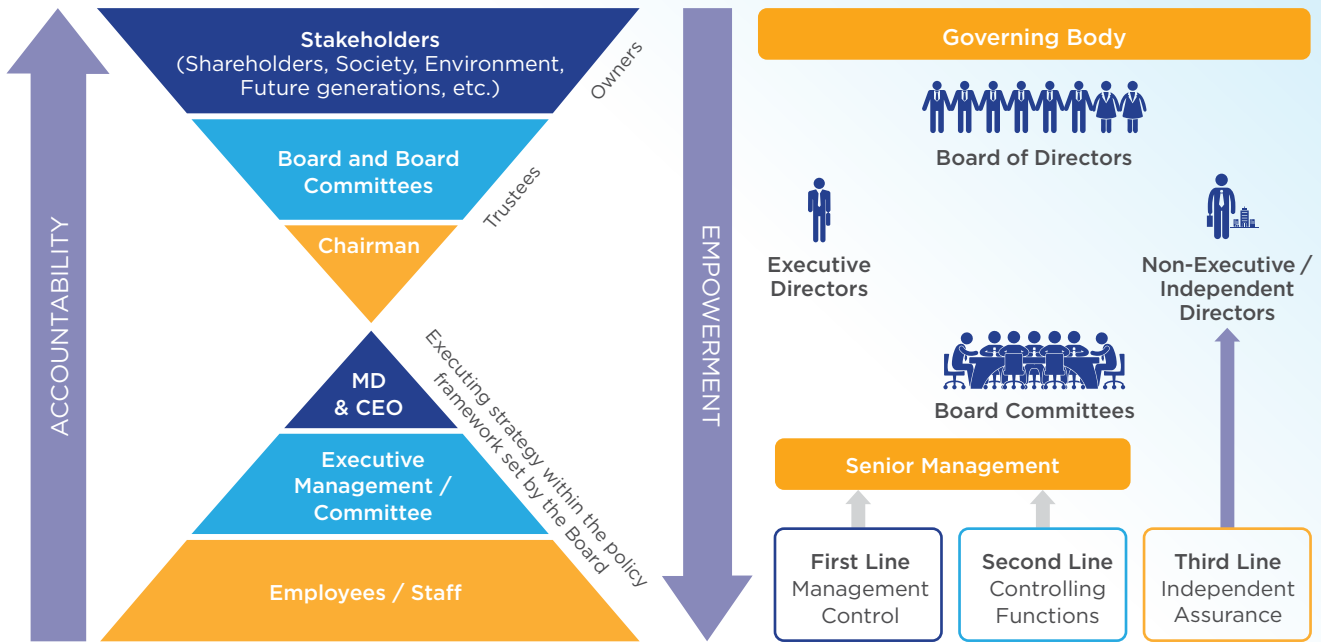 ACCOUNTABILITY
Stakeholders
(Shareholders, Society, Environment,
Future generations, etc.)
Owners
Board and Board
Committees
Trustees
Chairman
MD
& CEO
Executive
Management /
Committee
Employees / Staff
Executing strategy within the policy
framework set by the Board
EMPOWERMENT
Governing Body
Board of Directors
Executive
Directors
Non-Executive /
Independent
Directors
Board Committees
Senior Management
First Line
Management
Control
Second Line
Controlling
Functions
Third Line
Independent
Assurance